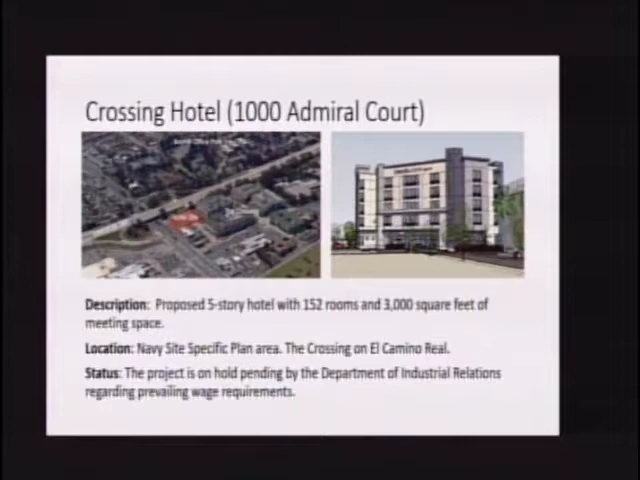 Crossing Hotel (1000 Admiral Court)
Description: Proposed 5-story hotel with 152 rooms and 3,000 square feet of
meeting space.
Location: Navy Site Specific Plan area. The Crossing on El Camino Real.
Status: The project is on hold pending by the Department of Industrial Relations
regarding prevailing wage requirements.